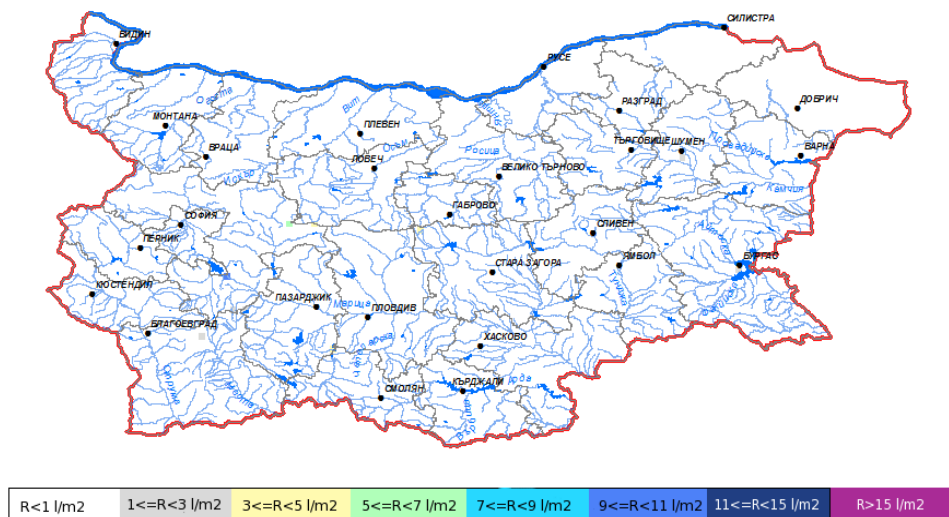 СИЛИСТРА
ВИДИН
РУСЕ
ДОБРИЧ
РАЗГРАД
Огоста
Вит
МОНТАНА
ПЛЕВЕН
ТЪРГОВИЩЕ ШУМЕН
Осъм
Росица
ВРАЦА
ВАРНА
ЛОВЕЧ
ВЕЛИКО ТЪРНОВО
Искър
Камчия
ГАБРОВО
СОФИЯ
СЛИВЕН
ПЕРНИК
ЯМБОЛ
БУРГАС
СТАРА ЗАГОРА
Тунджа
КЮСТЕНДИЛ
ПАЗАРДЖИК
Марица
ПЛОВДИВ
БЛАГОЕВГРАД
ХАСКОВО
Струма
Места
КЪРДЖАЛИ
СМОЛЯН
R<1 l/m2 1<=R<3 l/m2 3<=R<5 l/m2 5<=R<7 l/m2 7<=R<9 l/m2 9<=R<11 l/m2 11<=R<15 l/m2 R>15 l/m2